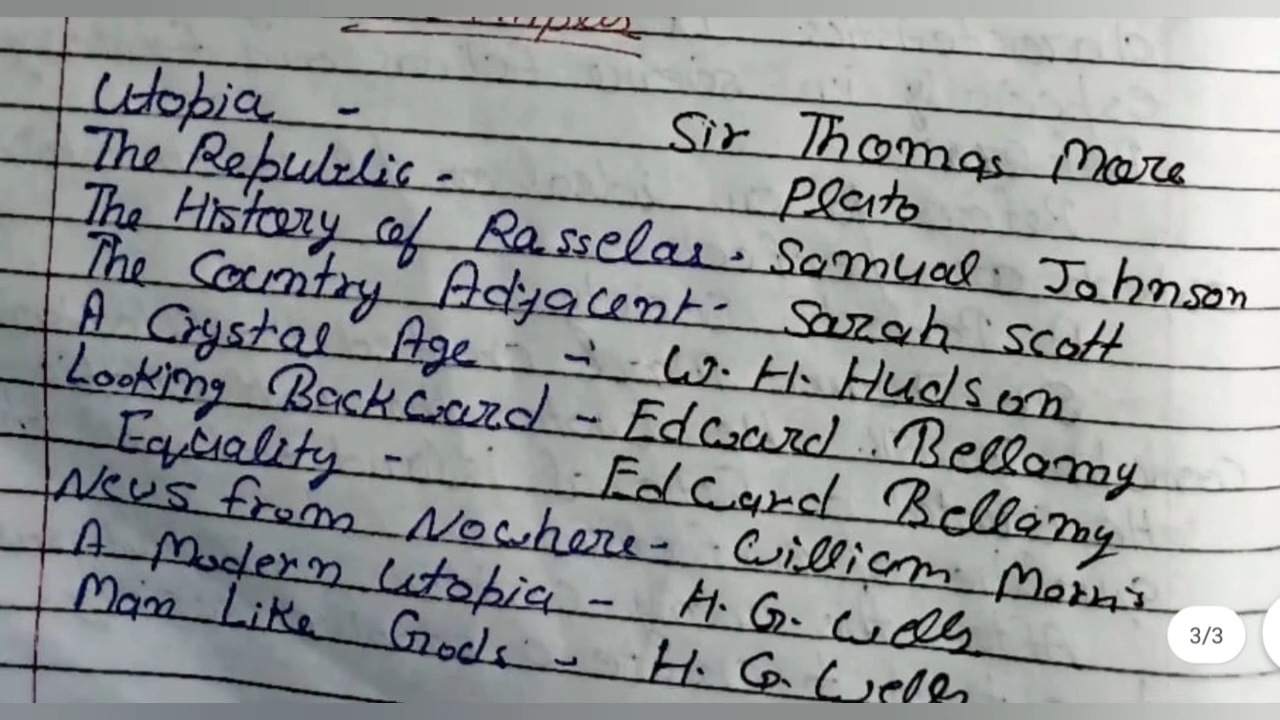 Utopia - Sir Thomas More
The Republic - Plato
The History of Rasselas - Samual Johnson
The Country Adjacent - Sarah Scott
A Crystal Age - W. H. Hudson
Looking Backward - Edward Bellamy
Equality - Edward Bellamy
News from Nowhere - William Morris
A Modern Utopia - H. G. Wells
Man Like Gods - H. G. Wells
3/3